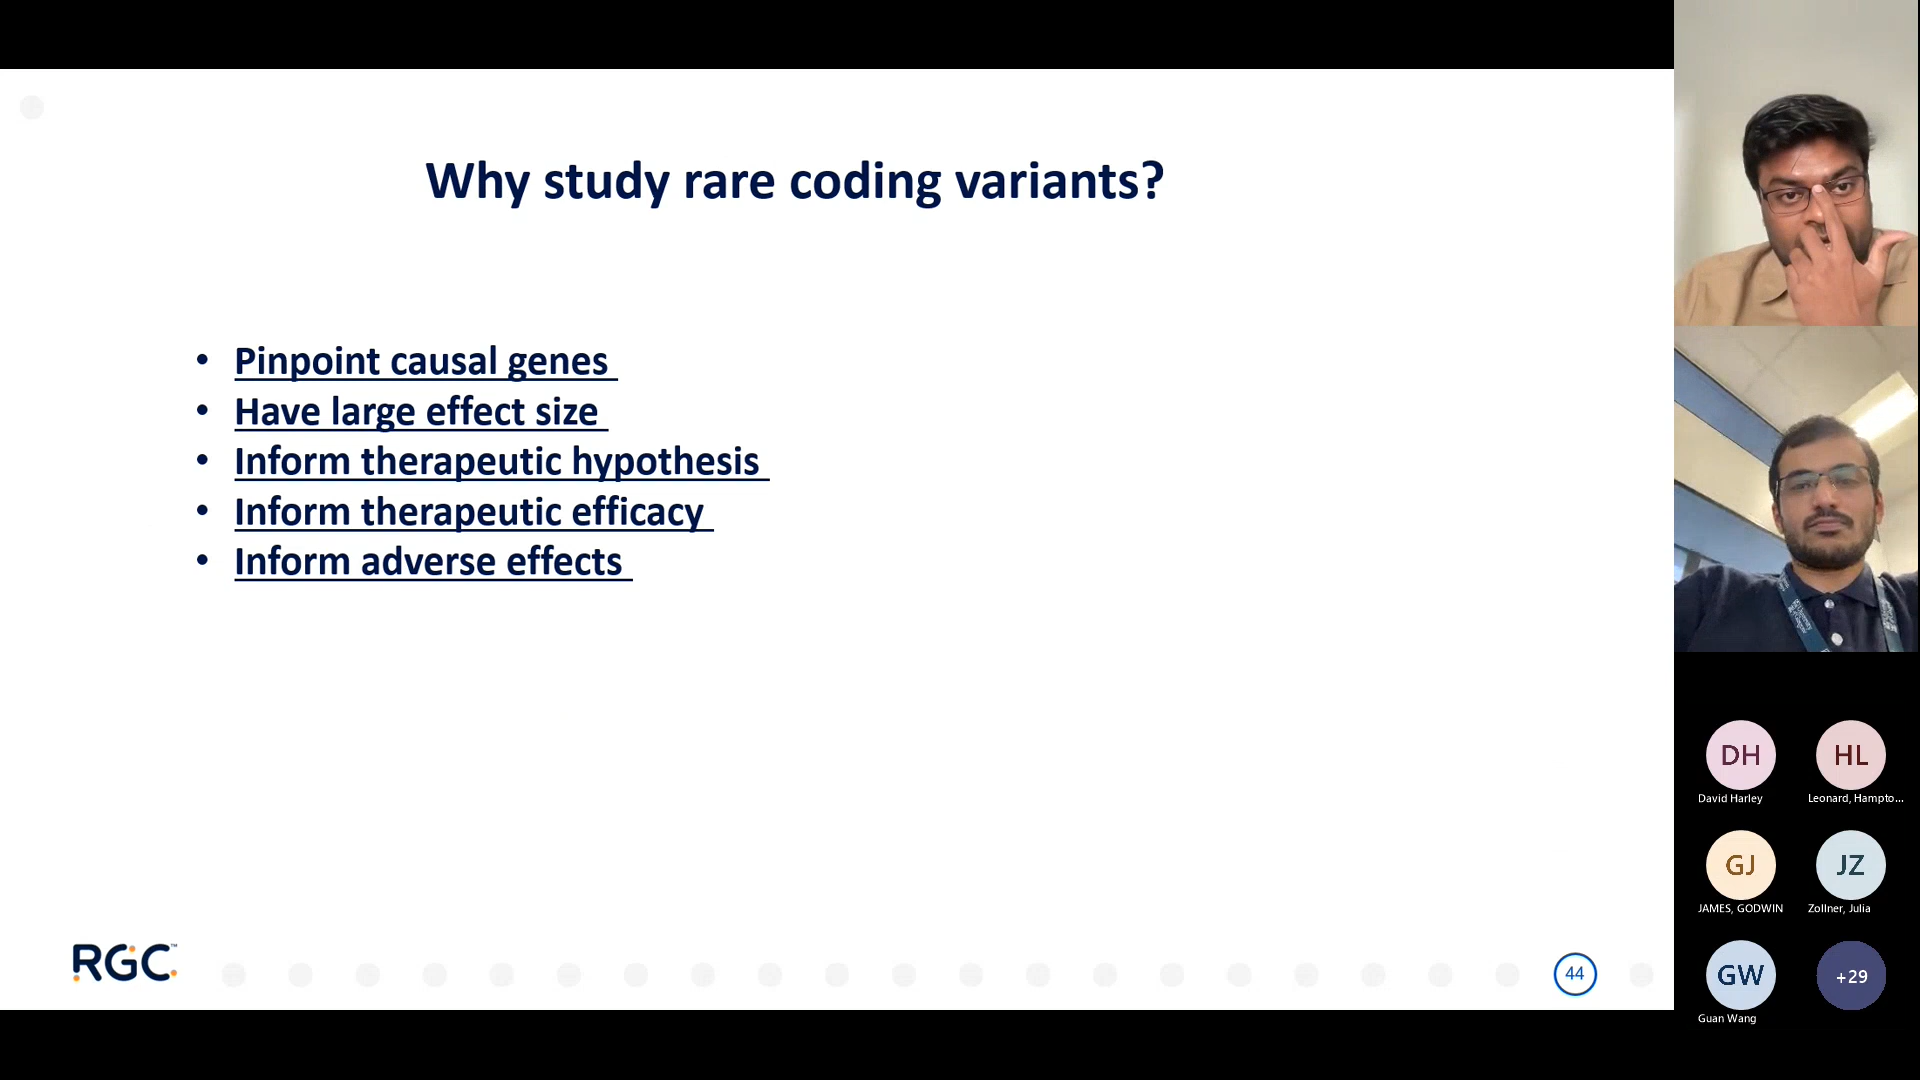 Why study rare coding variants?
• Pinpoint causal genes
• Have large effect size
• Inform therapeutic hypothesis
• Inform therapeutic efficacy
• Inform adverse effects
RGC™
44
DH
David Harley
HL
Leonard, Hampto...
GJ
JAMES, GODWIN
JZ
Zollner, Julia
GW
Guan Wang
+29